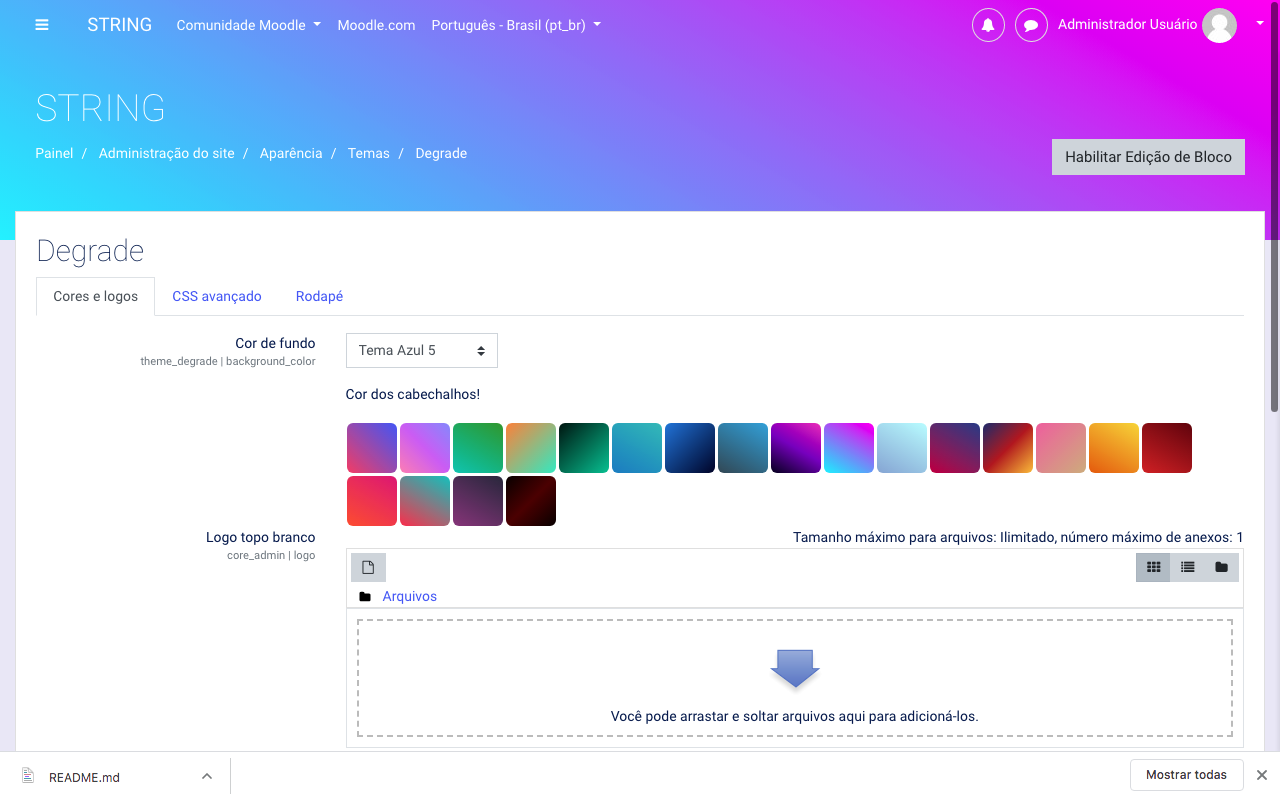 STRING Comunidade Moodle Moodle.com Português - Brasil (pt_br) Administrador Usuário
STRING
Painel / Administração do site / Aparência / Temas / Degrade
Habilitar Edição de Bloco
Degrade
Cores e logos CSS avançado Rodapé
Cor de fundo
theme_degrade | background_color
Tema Azul 5
Cor dos cabechalhos!
Logo topo branco
core_admin | logo
Tamanho máximo para arquivos: Ilimitado, número máximo de anexos: 1
Arquivos
Você pode arrastar e soltar arquivos aqui para adicioná-los.
README.md
Mostrar todas